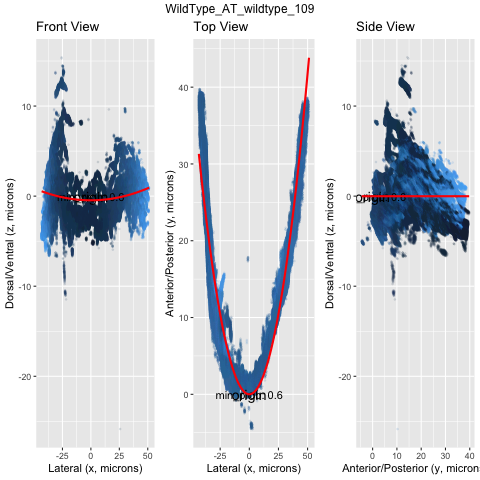 WildType_AT_wildtype_109
Front View
Top View
Side View
Dorsal/Ventral (z, microns)
10
0
-10
-20
-25
0
25
50
Lateral (x, microns)
Anterior/Posterior (y, microns)
40
30
20
10
0
origin
-25
0
25
50
Lateral (x, microns)
Dorsal/Ventral (z, microns)
10
0
-10
-20
origin
0
10
20
30
40
Anterior/Posterior (y, micron